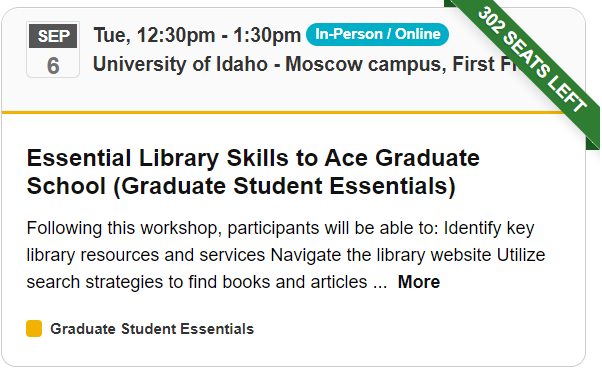 SEP
6
Tue, 12:30pm - 1:30pm In-Person / Online
University of Idaho - Moscow campus, First
302 SEATS LEFT
Essential Library Skills to Ace Graduate
School (Graduate Student Essentials)
Following this workshop, participants will be able to: Identify key
library resources and services Navigate the library website Utilize
search strategies to find books and articles ... More
Graduate Student Essentials